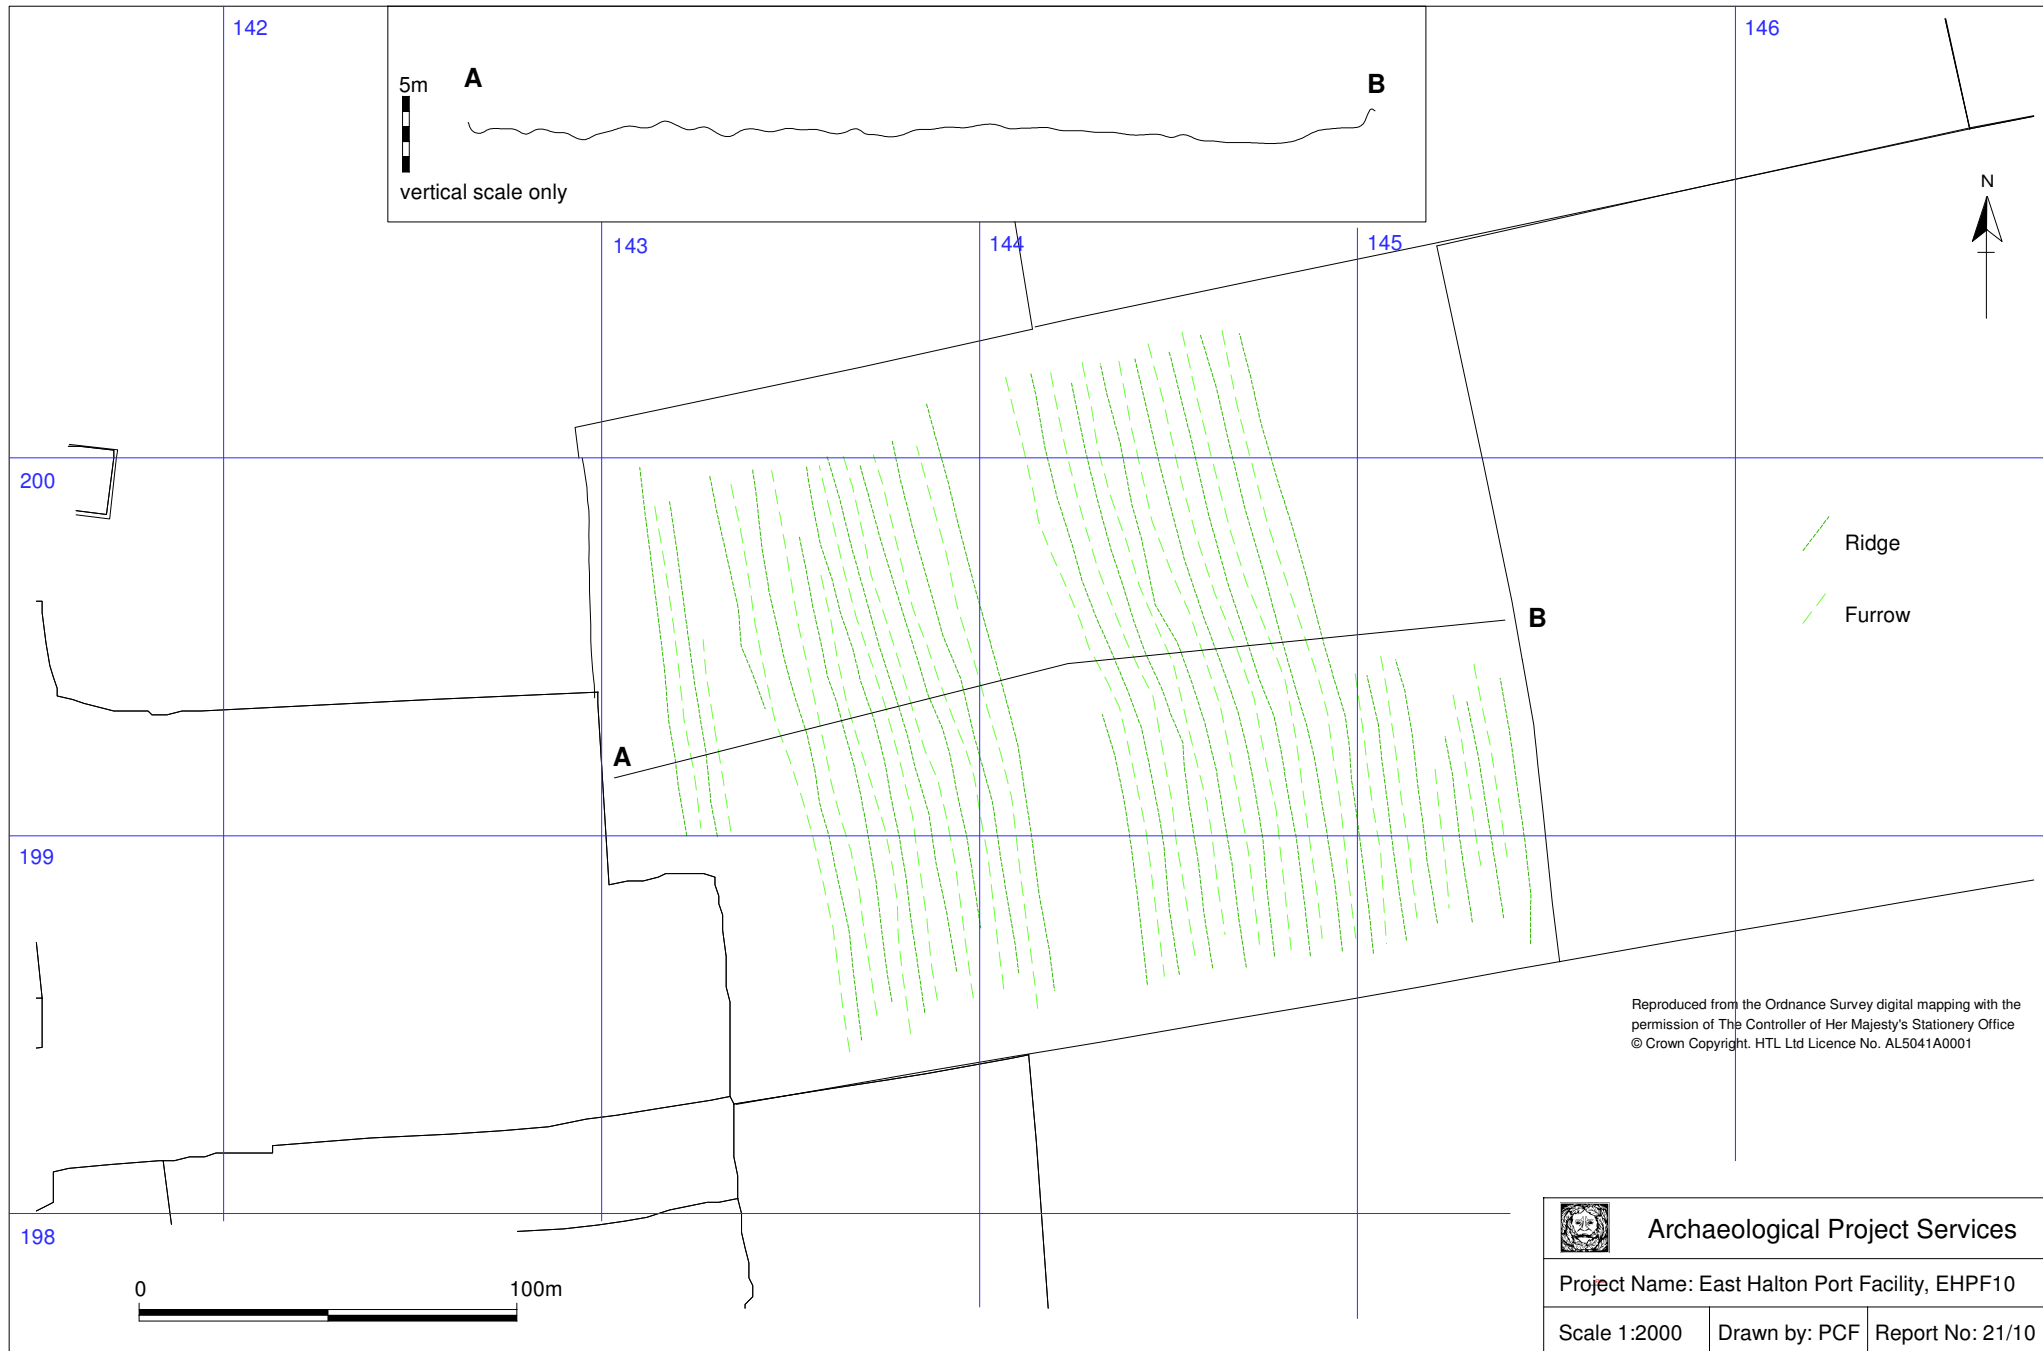 142
146
5m
A
B
vertical scale only
143
144
145
N
200
Ridge
Furrow
B
A
199
Reproduced from the Ordnance Survey digital mapping with the
permission of The Controller of Her Majesty's Stationery Office
© Crown Copyright. HTL Ltd Licence No. AL5041A0001
198
0
100m
Archaeological Project Services
Project Name: East Halton Port Facility, EHPF10
Scale 1:2000
Drawn by: PCF
Report No: 21/10